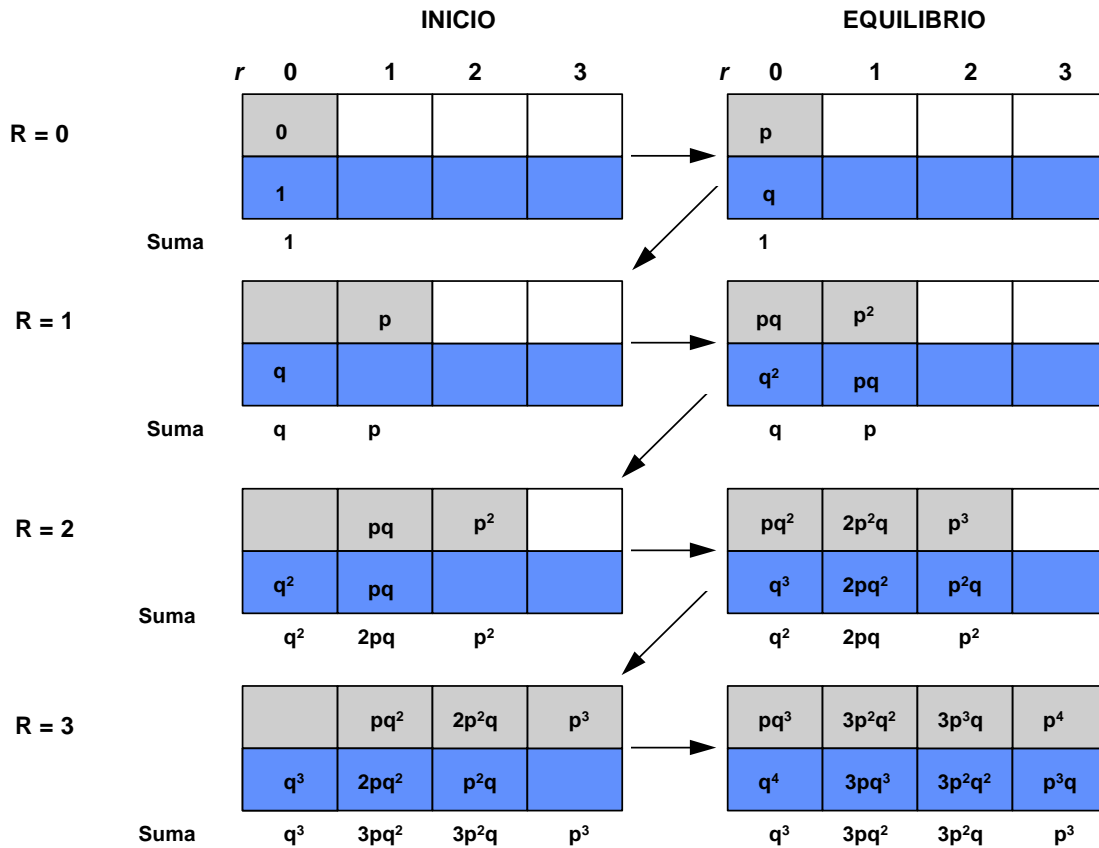 INICIO EQUILIBRIO
r 0 1 2 3 r 0 1 2 3
R = 0
0 p
1 q
Suma 1 1
R = 1
p pq p²
q q² pq
Suma q p q p
R = 2
pq p² pq² 2p²q p³
q² pq q³ 2pq² p²q
Suma
q² 2pq p² q² 2pq p²
R = 3
pq² 2p²q p³ pq³ 3p²q² 3p³q p⁴
q³ 2pq² p²q q⁴ 3pq³ 3p²q² p³q
Suma q³ 3pq² 3p²q p³ q³ 3pq² 3p²q p³